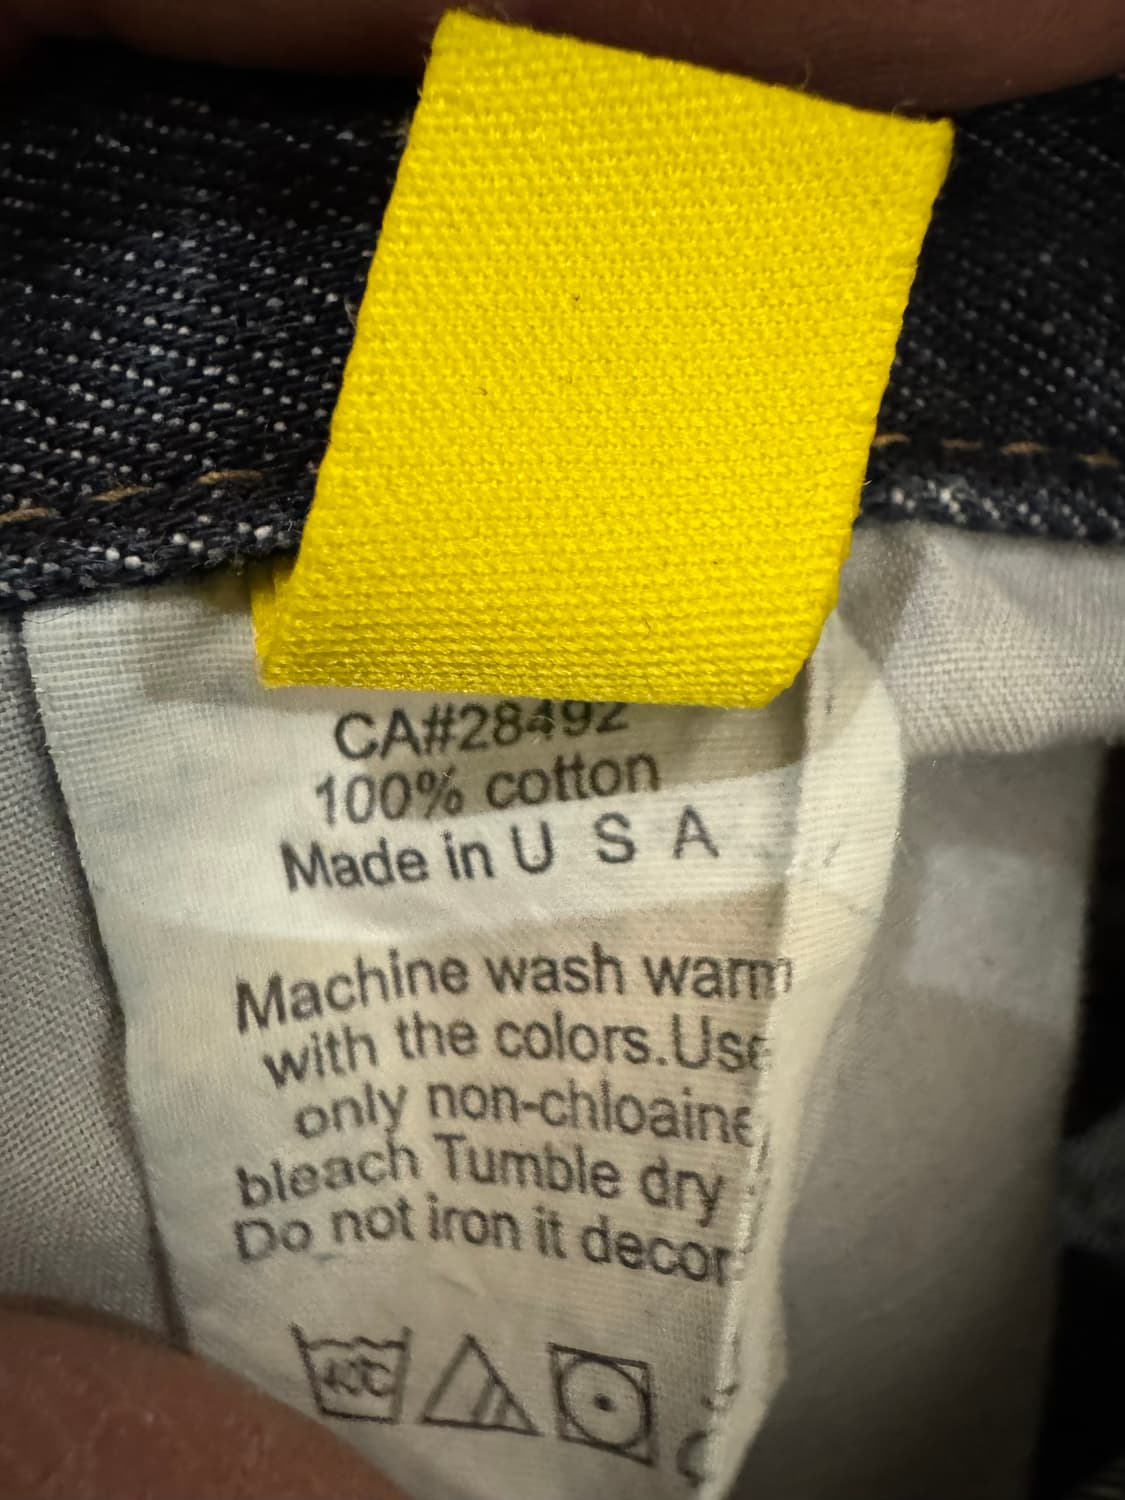 CA#28492
100% cotton
Made in U S A
Machine wash warm
with the colors.Use
only non-chloaine
bleach Tumble dry
Do not iron it decor
40C